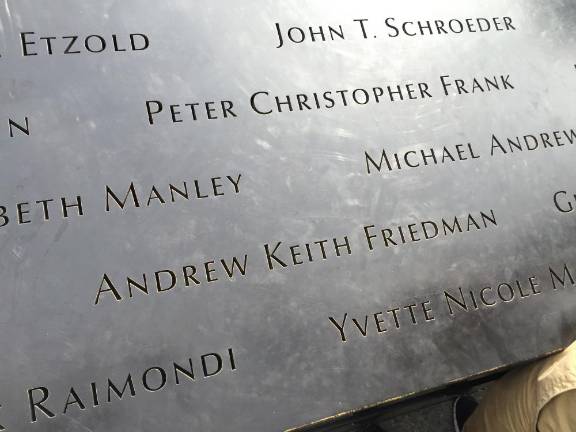 Etzold John T. Schroeder
Peter Christopher Frank
Beth Manley Michael Andrew
Andrew Keith Friedman
Raimondi Yvette Nicole